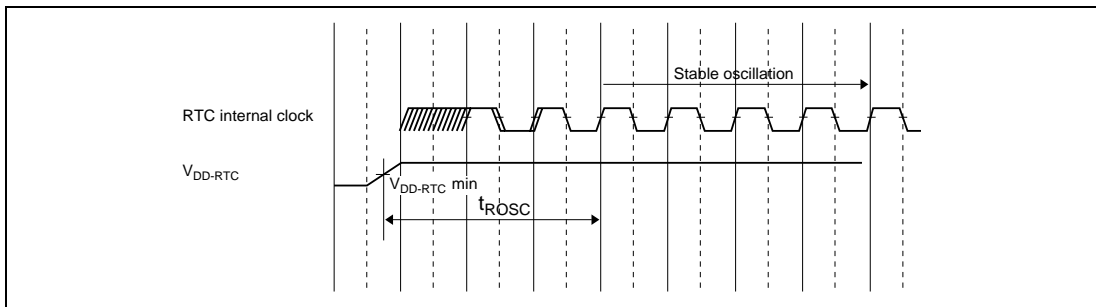 Stable oscillation
RTC internal clock
VDD-RTC
VDD-RTC min
tROSC